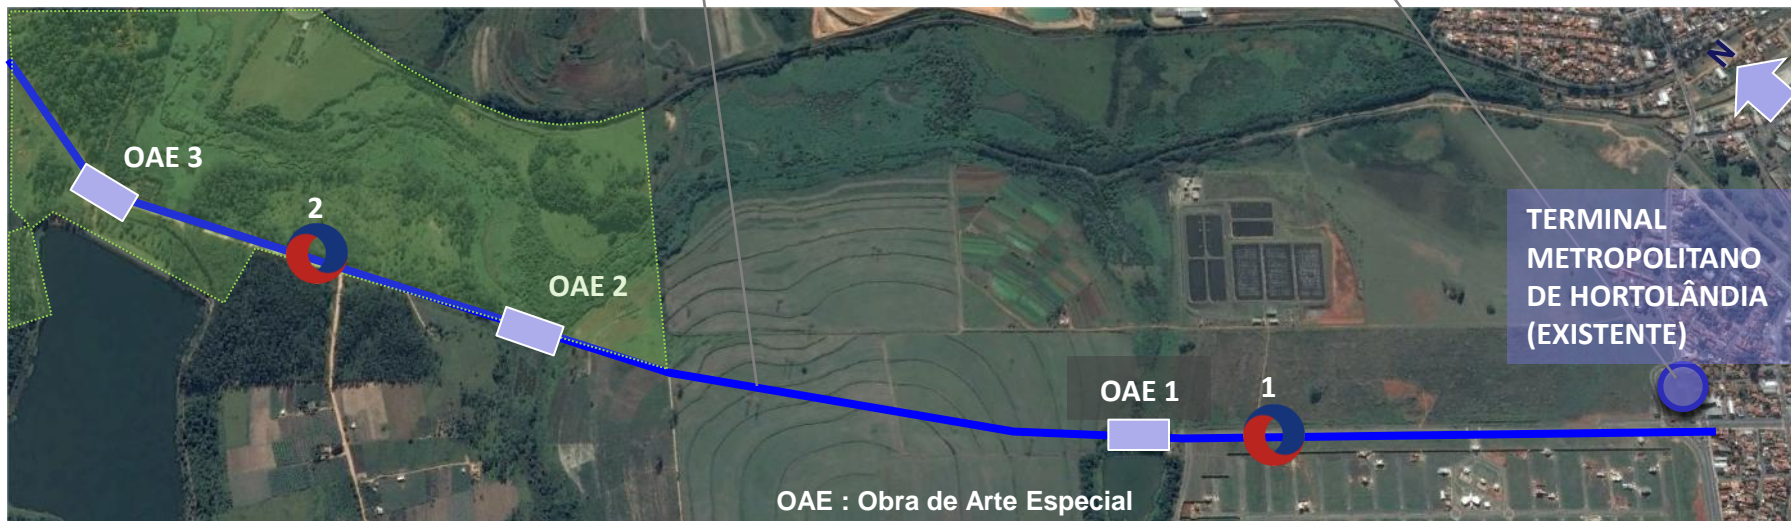 N
OAE 3
2
OAE 2
TERMINAL
METROPOLITANO
DE HORTOLÂNDIA
(EXISTENTE)
OAE 1
1
OAE : Obra de Arte Especial